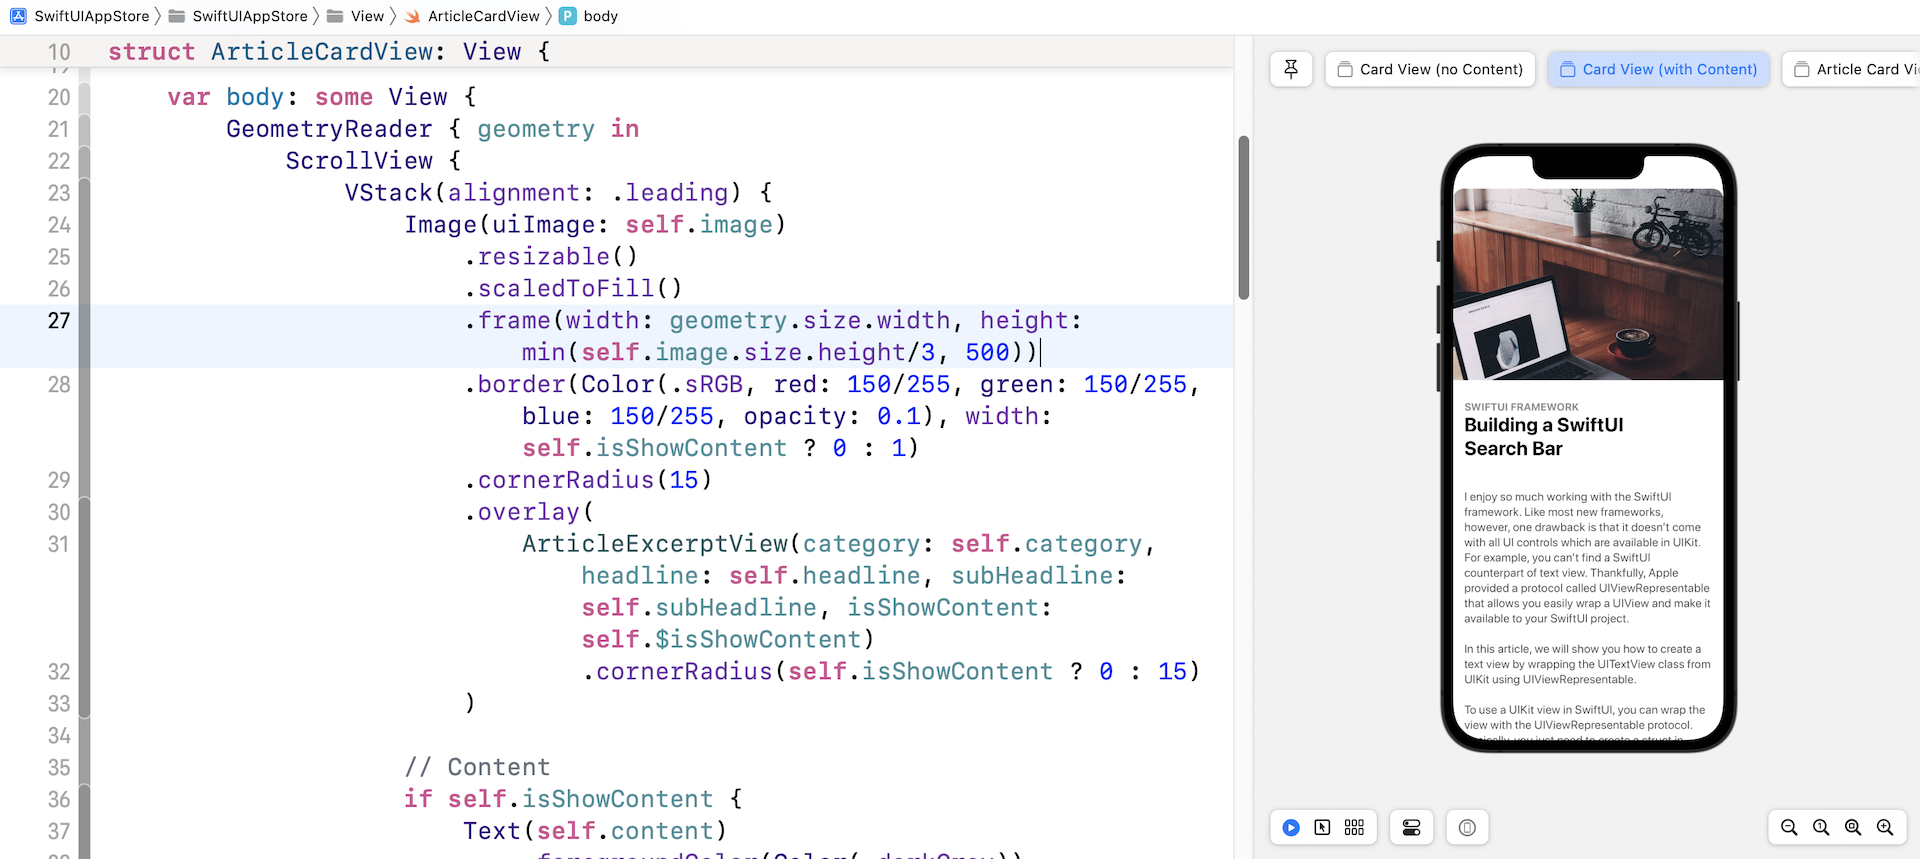 SwiftUIAppStore SwiftUIAppStore View ArticleCardView P body
10 struct ArticleCardView: View {
20 var body: some View {
21 GeometryReader { geometry in
22 ScrollView {
23 VStack(alignment: .leading) {
24 Image(uiImage: self.image)
25 .resizable()
26 .scaledToFill()
27 .frame(width: geometry.size.width, height:
min(self.image.size.height/3, 500))
28 .border(Color(.sRGB, red: 150/255, green: 150/255,
blue: 150/255, opacity: 0.1), width:
self.isShowContent ? 0 : 1)
29 .cornerRadius(15)
30 .overlay(
31 ArticleExcerptView(category: self.category,
headline: self.headline, subHeadline:
self.subHeadline, isShowContent:
self.$isShowContent)
32 .cornerRadius(self.isShowContent ? 0 : 15)
33 )
34
35 // Content
36 if self.isShowContent {
37 Text(self.content)
.foregroundColor(Color(.darkGray))
Card View (no Content)
Card View (with Content)
Article Card Vi
SWIFTUI FRAMEWORK
Building a SwiftUI
Search Bar
I enjoy so much working with the SwiftUI
framework. Like most new frameworks,
however, one drawback is that it doesn't come
with all UI controls which are available in UIKit.
For example, you can't find a SwiftUI
counterpart of text view. Thankfully, Apple
provided a protocol called UIViewRepresentable
that allows you easily wrap a UIView and make it
available to your SwiftUI project.
In this article, we will show you how to create a
text view by wrapping the UITextView class from
UIKit using UIViewRepresentable.
To use a UIKit view in SwiftUI, you can wrap the
view with the UIViewRepresentable protocol.
you just need to create a struct in